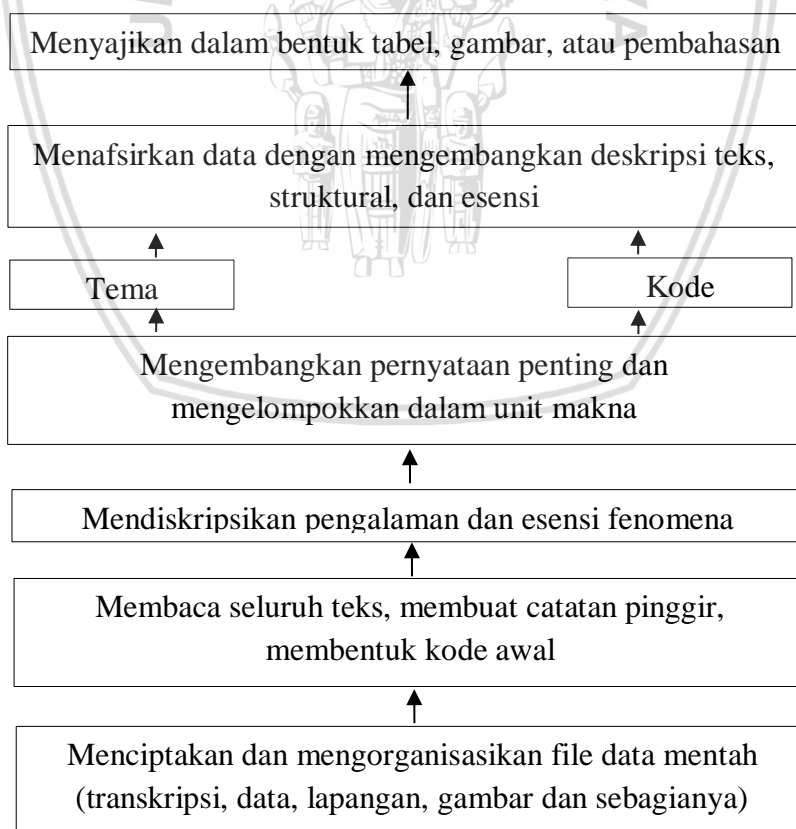 Menyajikan dalam bentuk tabel, gambar, atau pembahasan
Menafsirkan data dengan mengembangkan deskripsi teks,
struktural, dan esensi
Tema
Kode
Mengembangkan pernyataan penting dan
mengelompokkan dalam unit makna
Mendiskripsikan pengalaman dan esensi fenomena
Membaca seluruh teks, membuat catatan pinggir,
membentuk kode awal
Menciptakan dan mengorganisasikan file data mentah
(transkripsi, data, lapangan, gambar dan sebagianya)